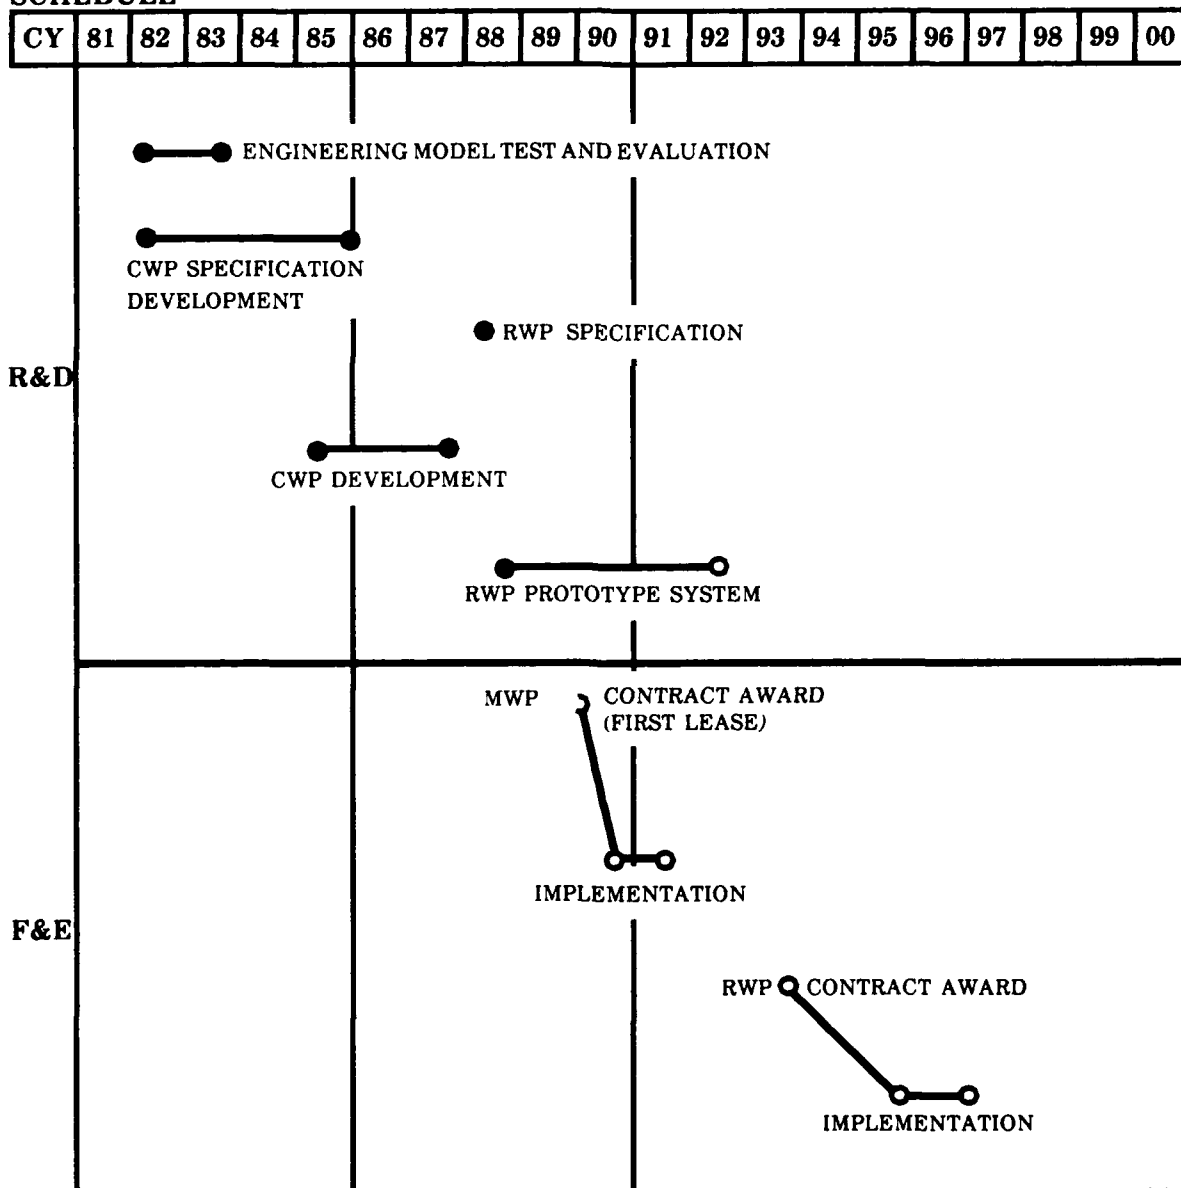 SCHEDULE
CY 81 82 83 84 85 86 87 88 89 90 91 92 93 94 95 96 97 98 99 00
ENGINEERING MODEL TEST AND EVALUATION
CWP SPECIFICATION
DEVELOPMENT
RWP SPECIFICATION
R&D
CWP DEVELOPMENT
RWP PROTOTYPE SYSTEM
MWP CONTRACT AWARD
(FIRST LEASE)
IMPLEMENTATION
F&E
RWP CONTRACT AWARD
IMPLEMENTATION